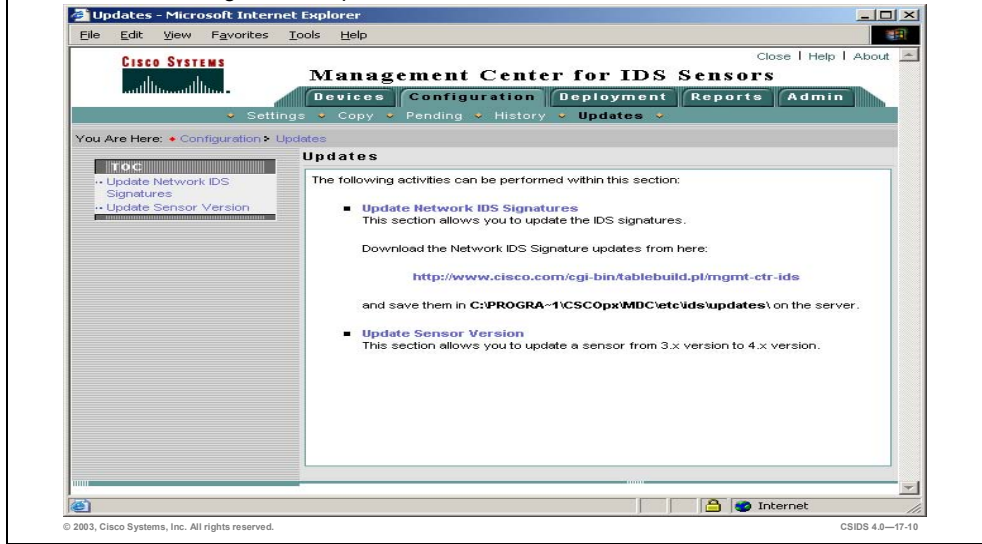 Updates - Microsoft Internet Explorer
File Edit View Favorites Tools Help
CISCO SYSTEMS
Close | Help | About
Management Center for IDS Sensors
Devices Configuration Deployment Reports Admin
Settings Copy Pending History Updates
You Are Here: Configuration Updates
TOC
Update Network IDS
Signatures
Update Sensor Version
Updates
The following activities can be performed within this section:
Update Network IDS Signatures
This section allows you to update the IDS signatures.
Download the Network IDS Signature updates from here:
http://www.cisco.com/cgi-bin/tablebuild.pl/mgmt-ctr-ids
and save them in C:\PROGRA~1\CSCOpx\MDC\etc\ids\updates\ on the server.
Update Sensor Version
This section allows you to update a sensor from 3.x version to 4.x version.
Internet
© 2003, Cisco Systems, Inc. All rights reserved.
CSIDS 4.0—17-10